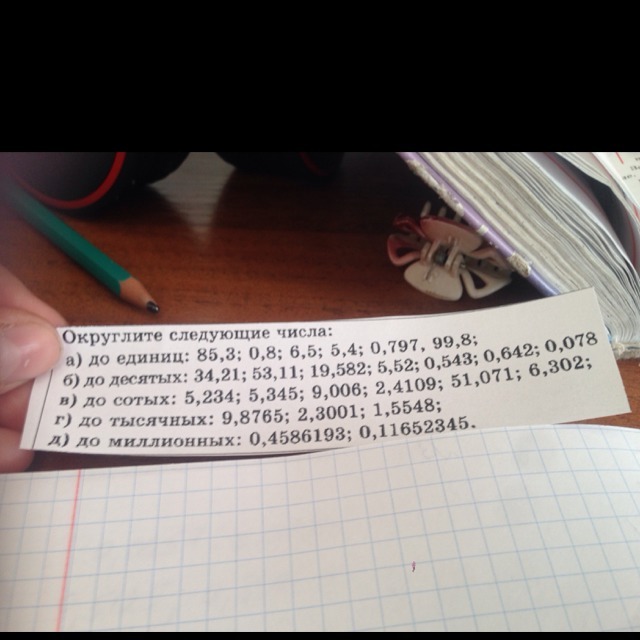 Округлите следующие числа:
а) до единиц: 85,3; 0,8; 6,5; 5,4; 0,797, 99,8;
б) до десятых: 34,21; 53,11; 19,582; 5,52; 0,543; 0,642; 0,078
в) до сотых: 5,234; 5,345; 9,006; 2,4109; 51,071; 6,302;
г) до тысячных: 9,8765; 2,3001; 1,5548;
д) до миллионных: 0,4586193; 0,11652345.